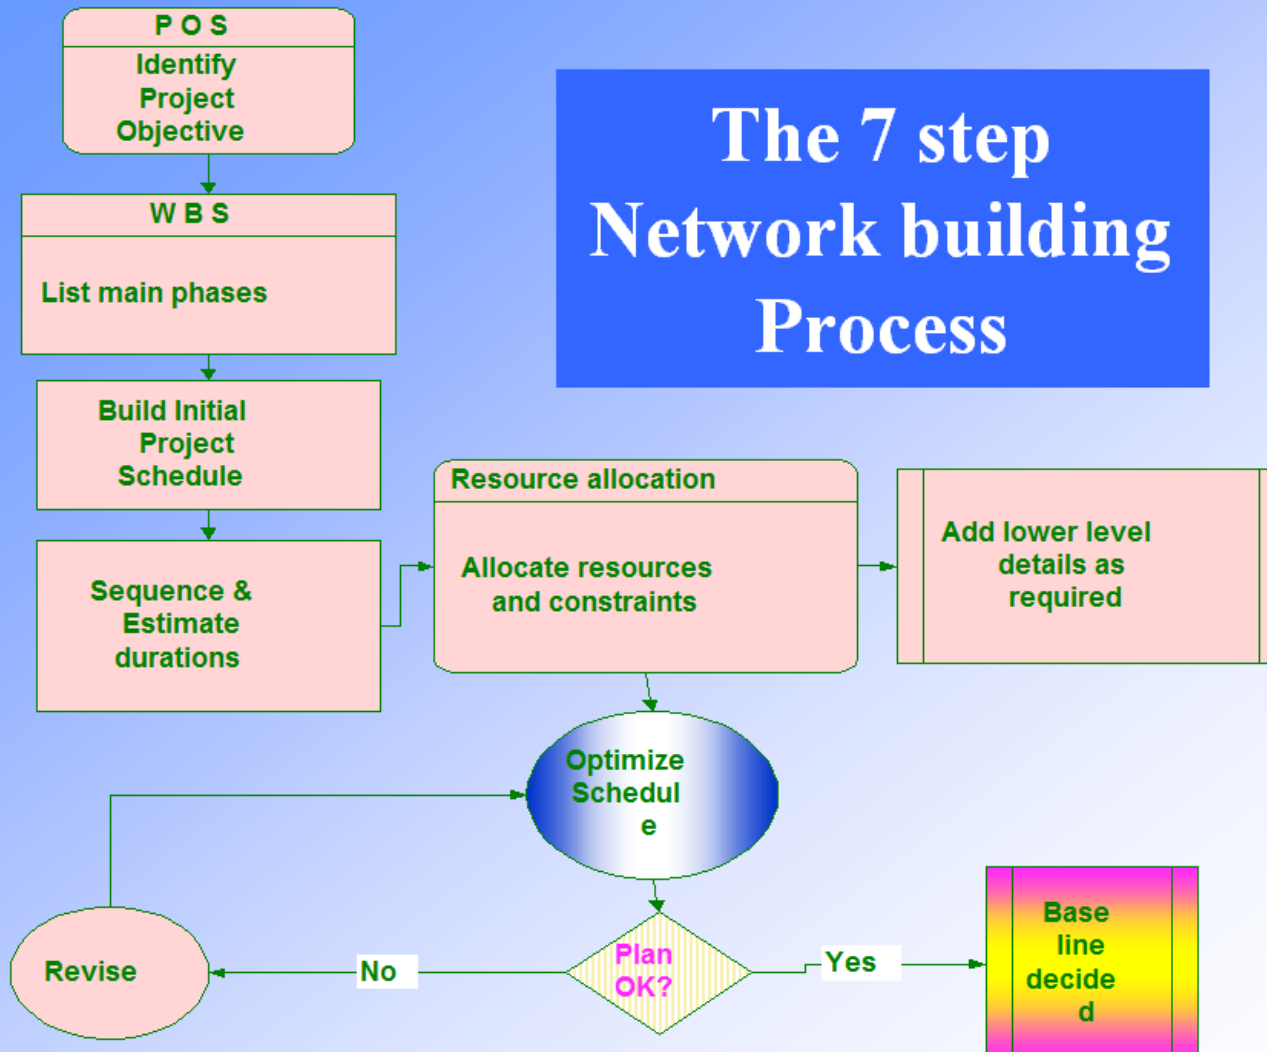 P O S
Identify
Project
Objective
The 7 step
Network building
Process
W B S
List main phases
Build Initial
Project
Schedule
Sequence &
Estimate
durations
Resource allocation
Allocate resources
and constraints
Add lower level
details as
required
Optimize
Schedul
e
Plan
OK?
No
Revise
Yes
Base
line
decide
d